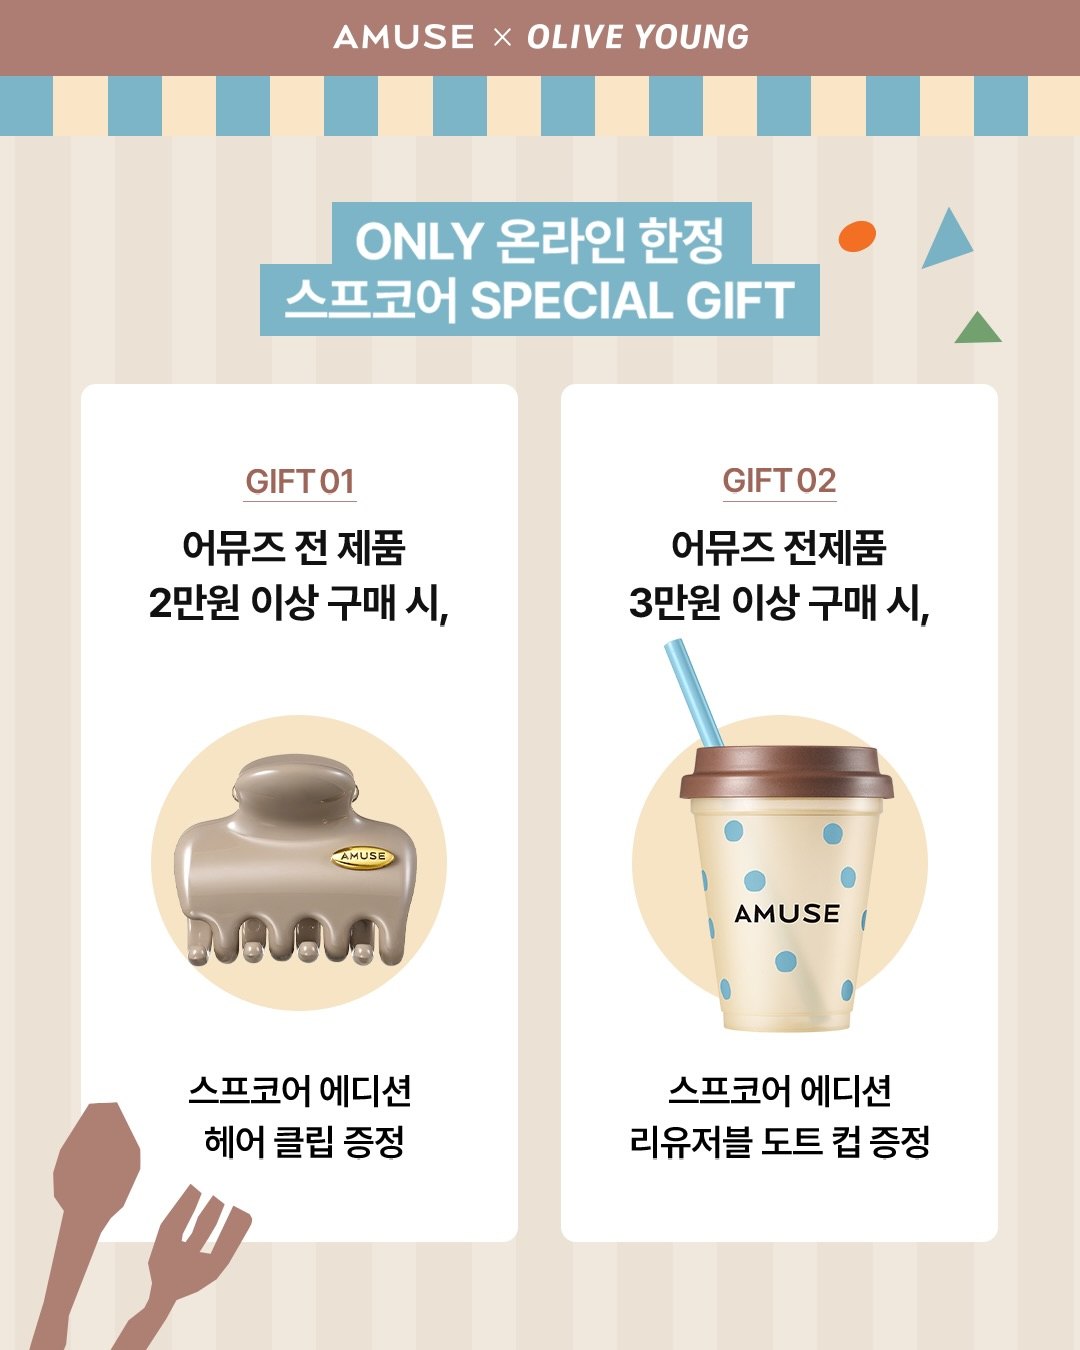 AMUSE × OLIVE YOUNG
ONLY 온라인 한정
스프코어 SPECIAL GIFT
GIFT 01
어뮤즈 전 제품
2만원 이상 구매 시,
AMUSE
스프코어 에디션
헤어 클립 증정
GIFT 02
어뮤즈 전제품
3만원 이상 구매 시,
AMUSE
스프코어 에디션
리유저블 도트 컵 증정